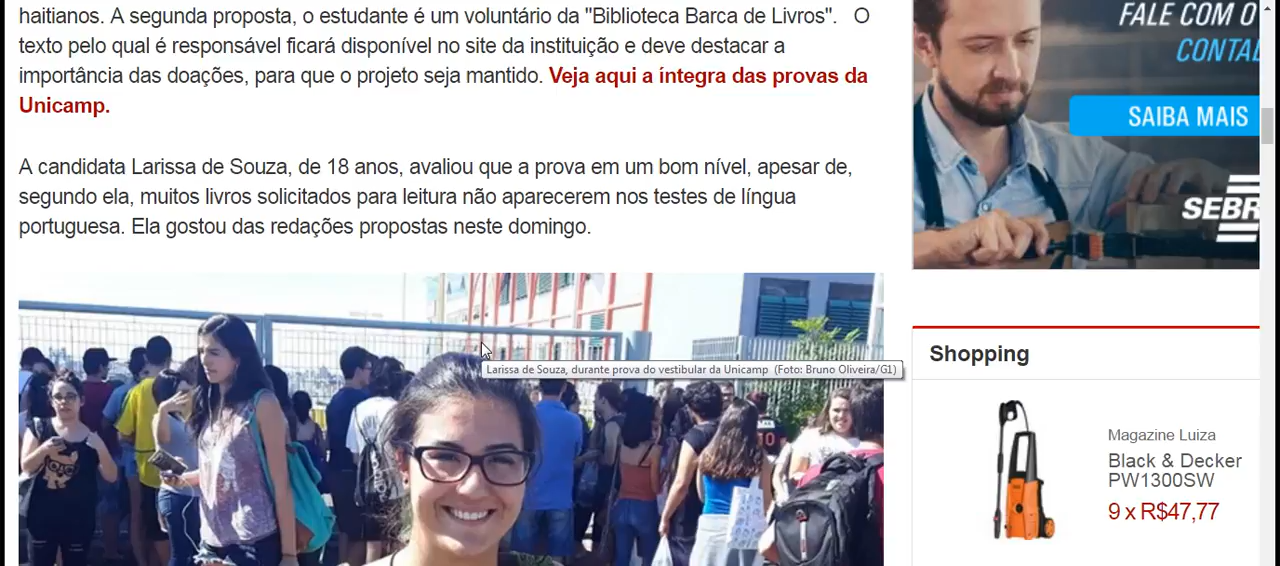 haitianos. A segunda proposta, o estudante é um voluntário da "Biblioteca Barca de Livros". O
texto pelo qual é responsável ficará disponível no site da instituição e deve destacar a
importância das doações, para que o projeto seja mantido. Veja aqui a íntegra das provas da
Unicamp.
A candidata Larissa de Souza, de 18 anos, avaliou que a prova em um bom nível, apesar de,
segundo ela, muitos livros solicitados para leitura não aparecerem nos testes de língua
portuguesa. Ela gostou das redações propostas neste domingo.
Larissa de Souza, durante prova do vestibular da Unicamp (Foto: Bruno Oliveira/G1)
10
FALE COM O
CONTA
SAIBA MAIS
SEBR
Shopping
Magazine Luiza
Black & Decker
PW1300SW
9 x R$47,77